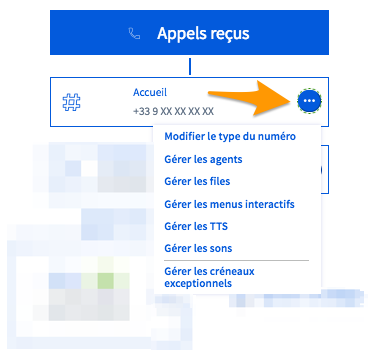 Appels reçus
Accueil
+33 9 XX XX XX XX
Modifier le type du numéro
Gérer les agents
Gérer les files
Gérer les menus interactifs
Gérer les TTS
Gérer les sons
Gérer les créneaux
exceptionnels